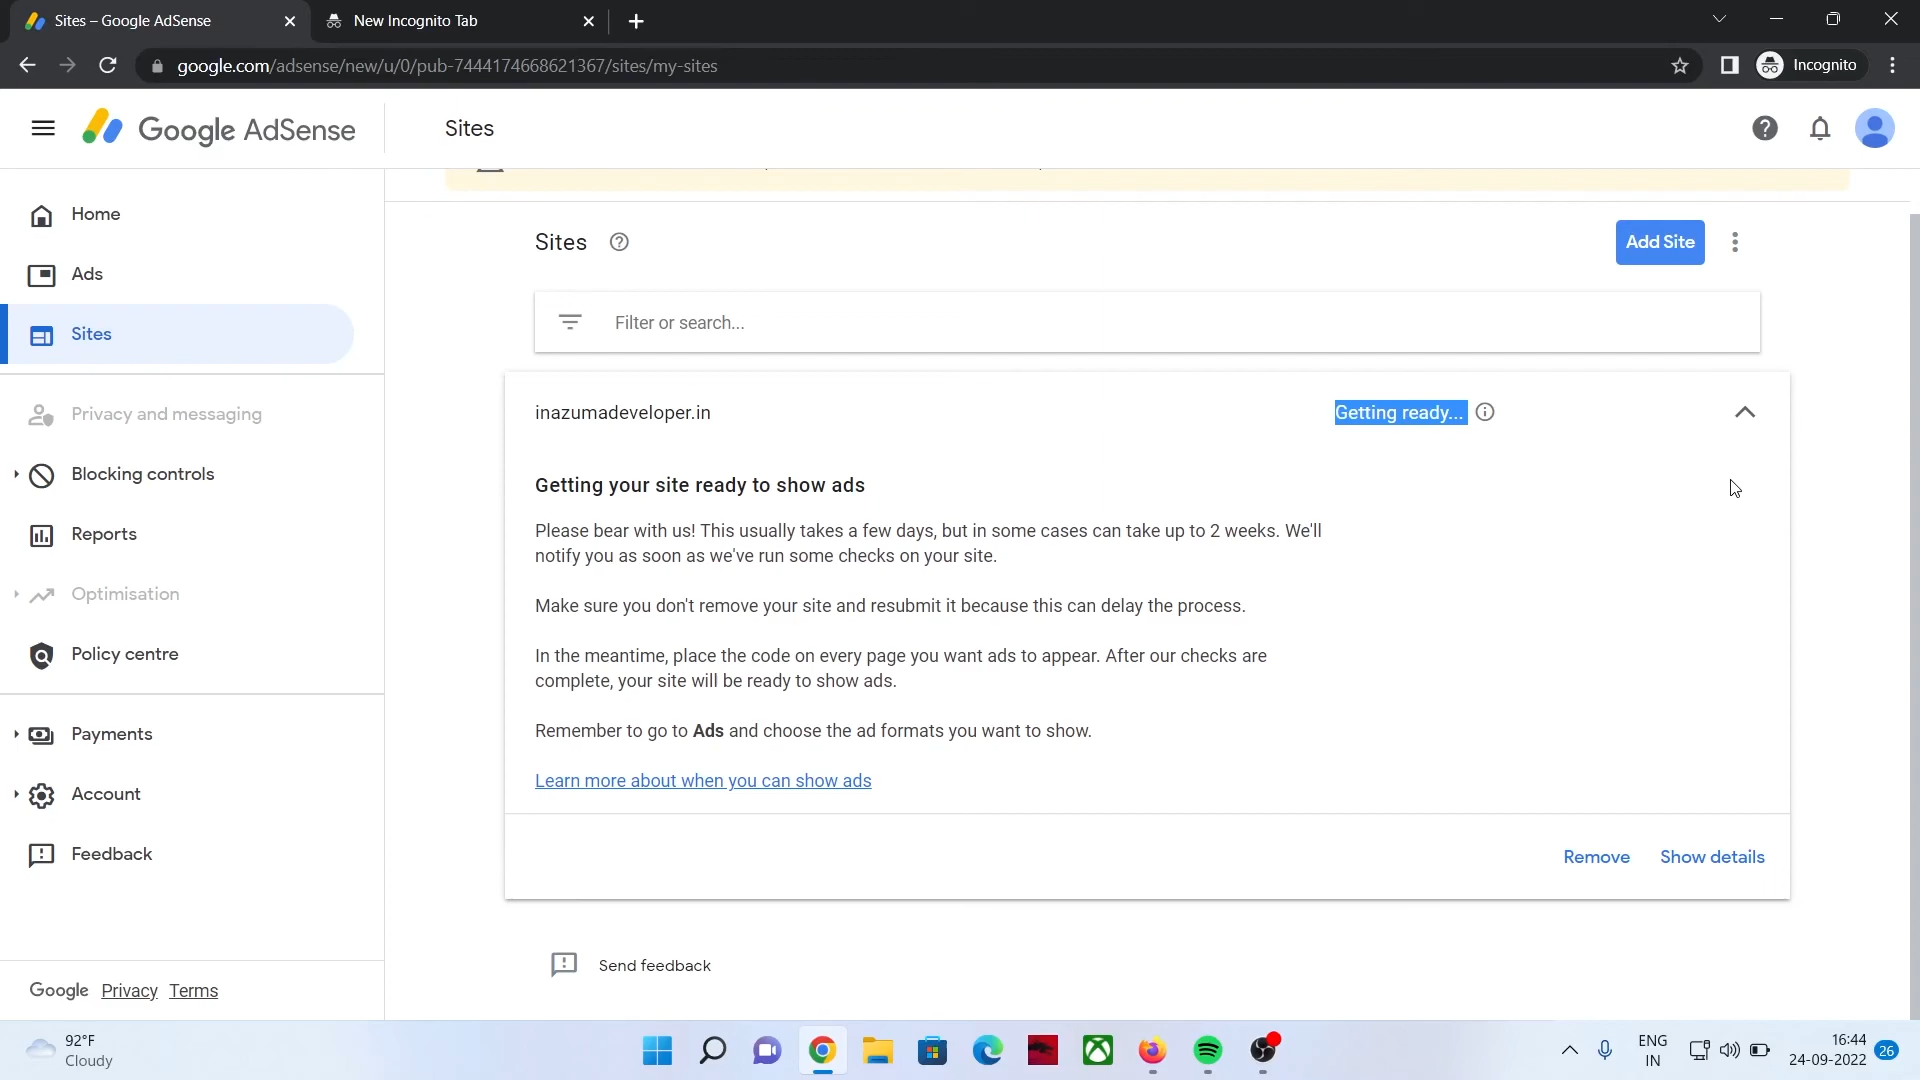 Sites – Google AdSense
New Incognito Tab
google.com/adsense/new/u/0/pub-7444174668621367/sites/my-sites
Incognito
Google AdSense
Sites
Home
Ads
Sites
Privacy and messaging
Blocking controls
Reports
Optimisation
Policy centre
Payments
Account
Feedback
Google Privacy Terms
Sites
Add Site
Filter or search...
inazumadeveloper.in
Getting ready...
Getting your site ready to show ads
Please bear with us! This usually takes a few days, but in some cases can take up to 2 weeks. We'll
notify you as soon as we've run some checks on your site.
Make sure you don't remove your site and resubmit it because this can delay the process.
In the meantime, place the code on every page you want ads to appear. After our checks are
complete, your site will be ready to show ads.
Remember to go to Ads and choose the ad formats you want to show.
Learn more about when you can show ads
Remove
Show details
Send feedback
92°F
Cloudy
ENG
IN
16:44
24-09-2022
26